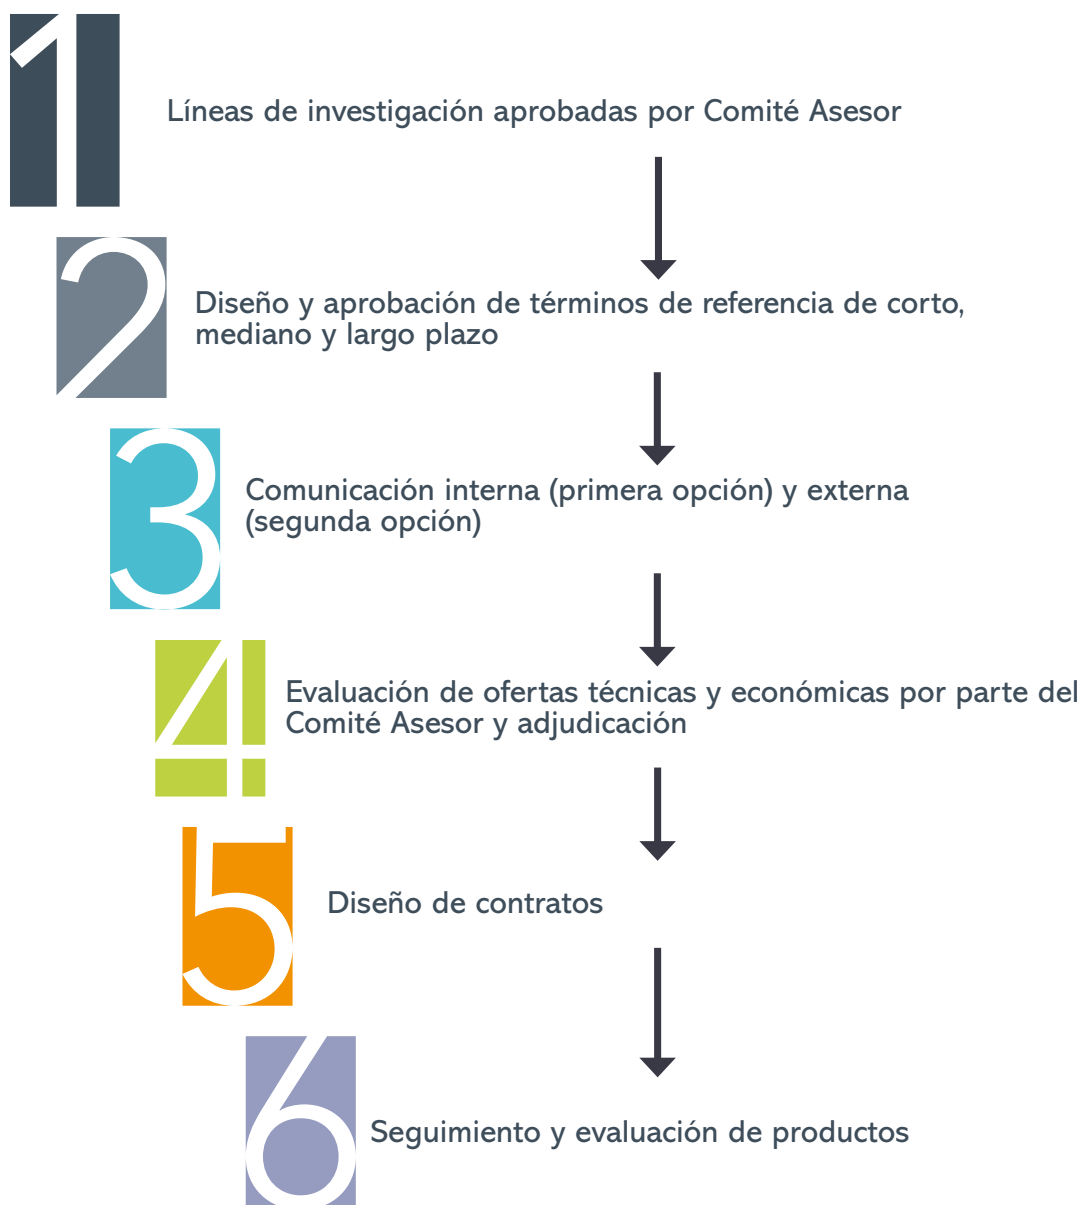 1
Líneas de investigación aprobadas por Comité Asesor
2
Diseño y aprobación de términos de referencia de corto,
mediano y largo plazo
3
Comunicación interna (primera opción) y externa
(segunda opción)
4
Evaluación de ofertas técnicas y económicas por parte del
Comité Asesor y adjudicación
5
Diseño de contratos
6
Seguimiento y evaluación de productos